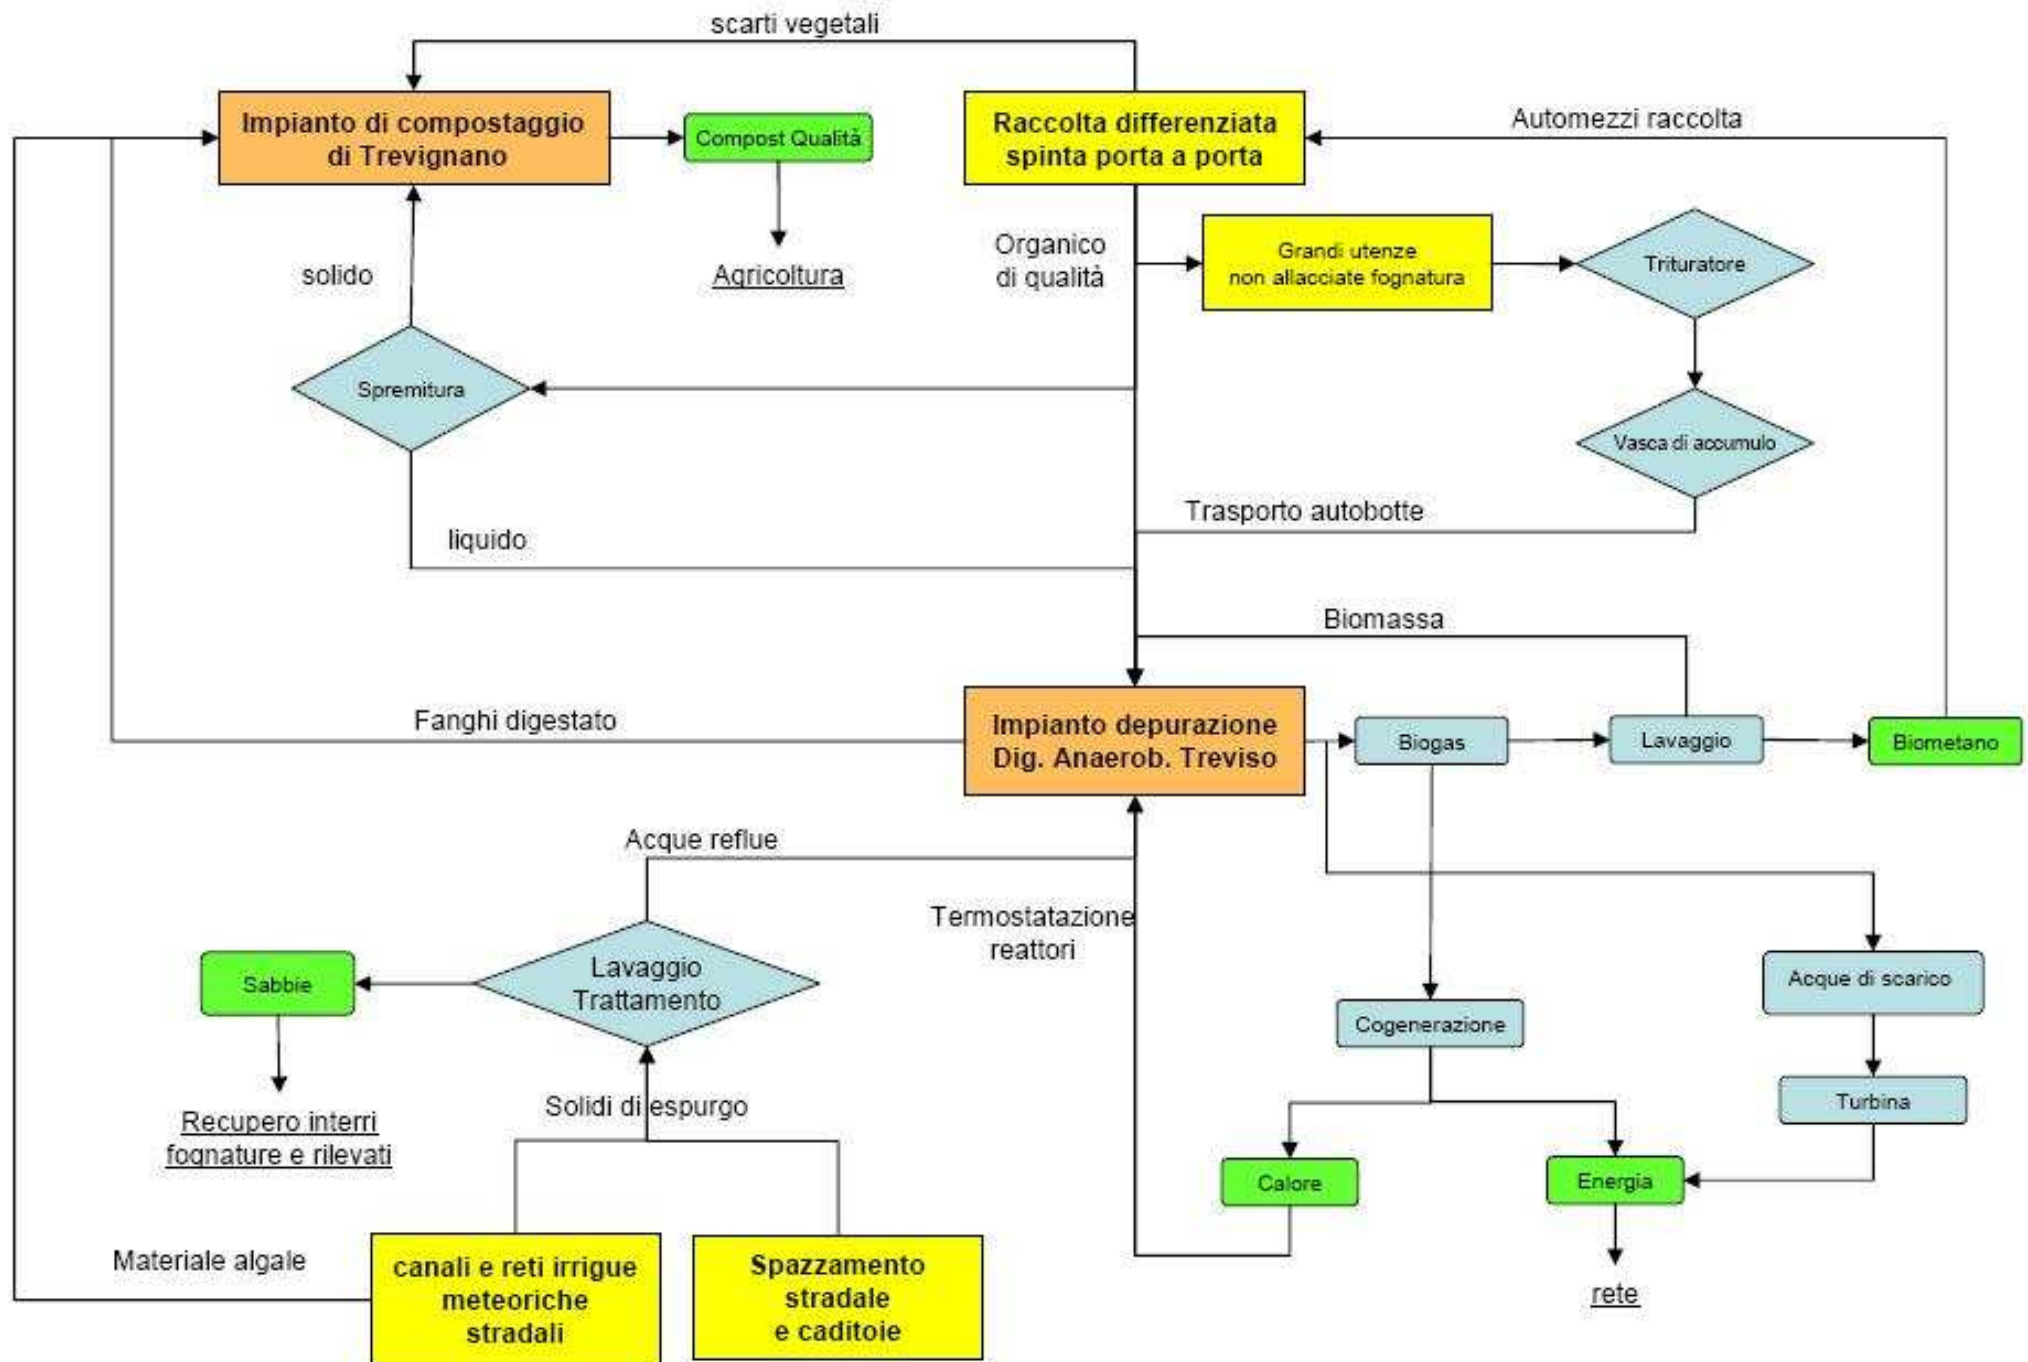 scarti vegetali
Impianto di compostaggio
di Trevignano
Compost Qualità
Raccolta differenziata
spinta porta a porta
Automezzi raccolta
Agricoltura
solido
Organico
di qualità
Grandi utenze
non allacciate fognatura
Trituratore
Spremitura
Vasca di accumulo
Trasporto autobotte
liquido
Biomassa
Fanghi digestato
Impianto depurazione
Dig. Anaerob. Treviso
Biogas
Lavaggio
Biometano
Acque reflue
Termostatazione
reattori
Sabbie
Lavaggio
Trattamento
Acque di scarico
Cogenerazione
Recupero interri
fognature e rilevati
Solidi di espurgo
Turbina
Calore
Energia
Materiale algale
canali e reti irrigue
meteoriche
stradali
Spazzamento
stradale
e caditoie
rete